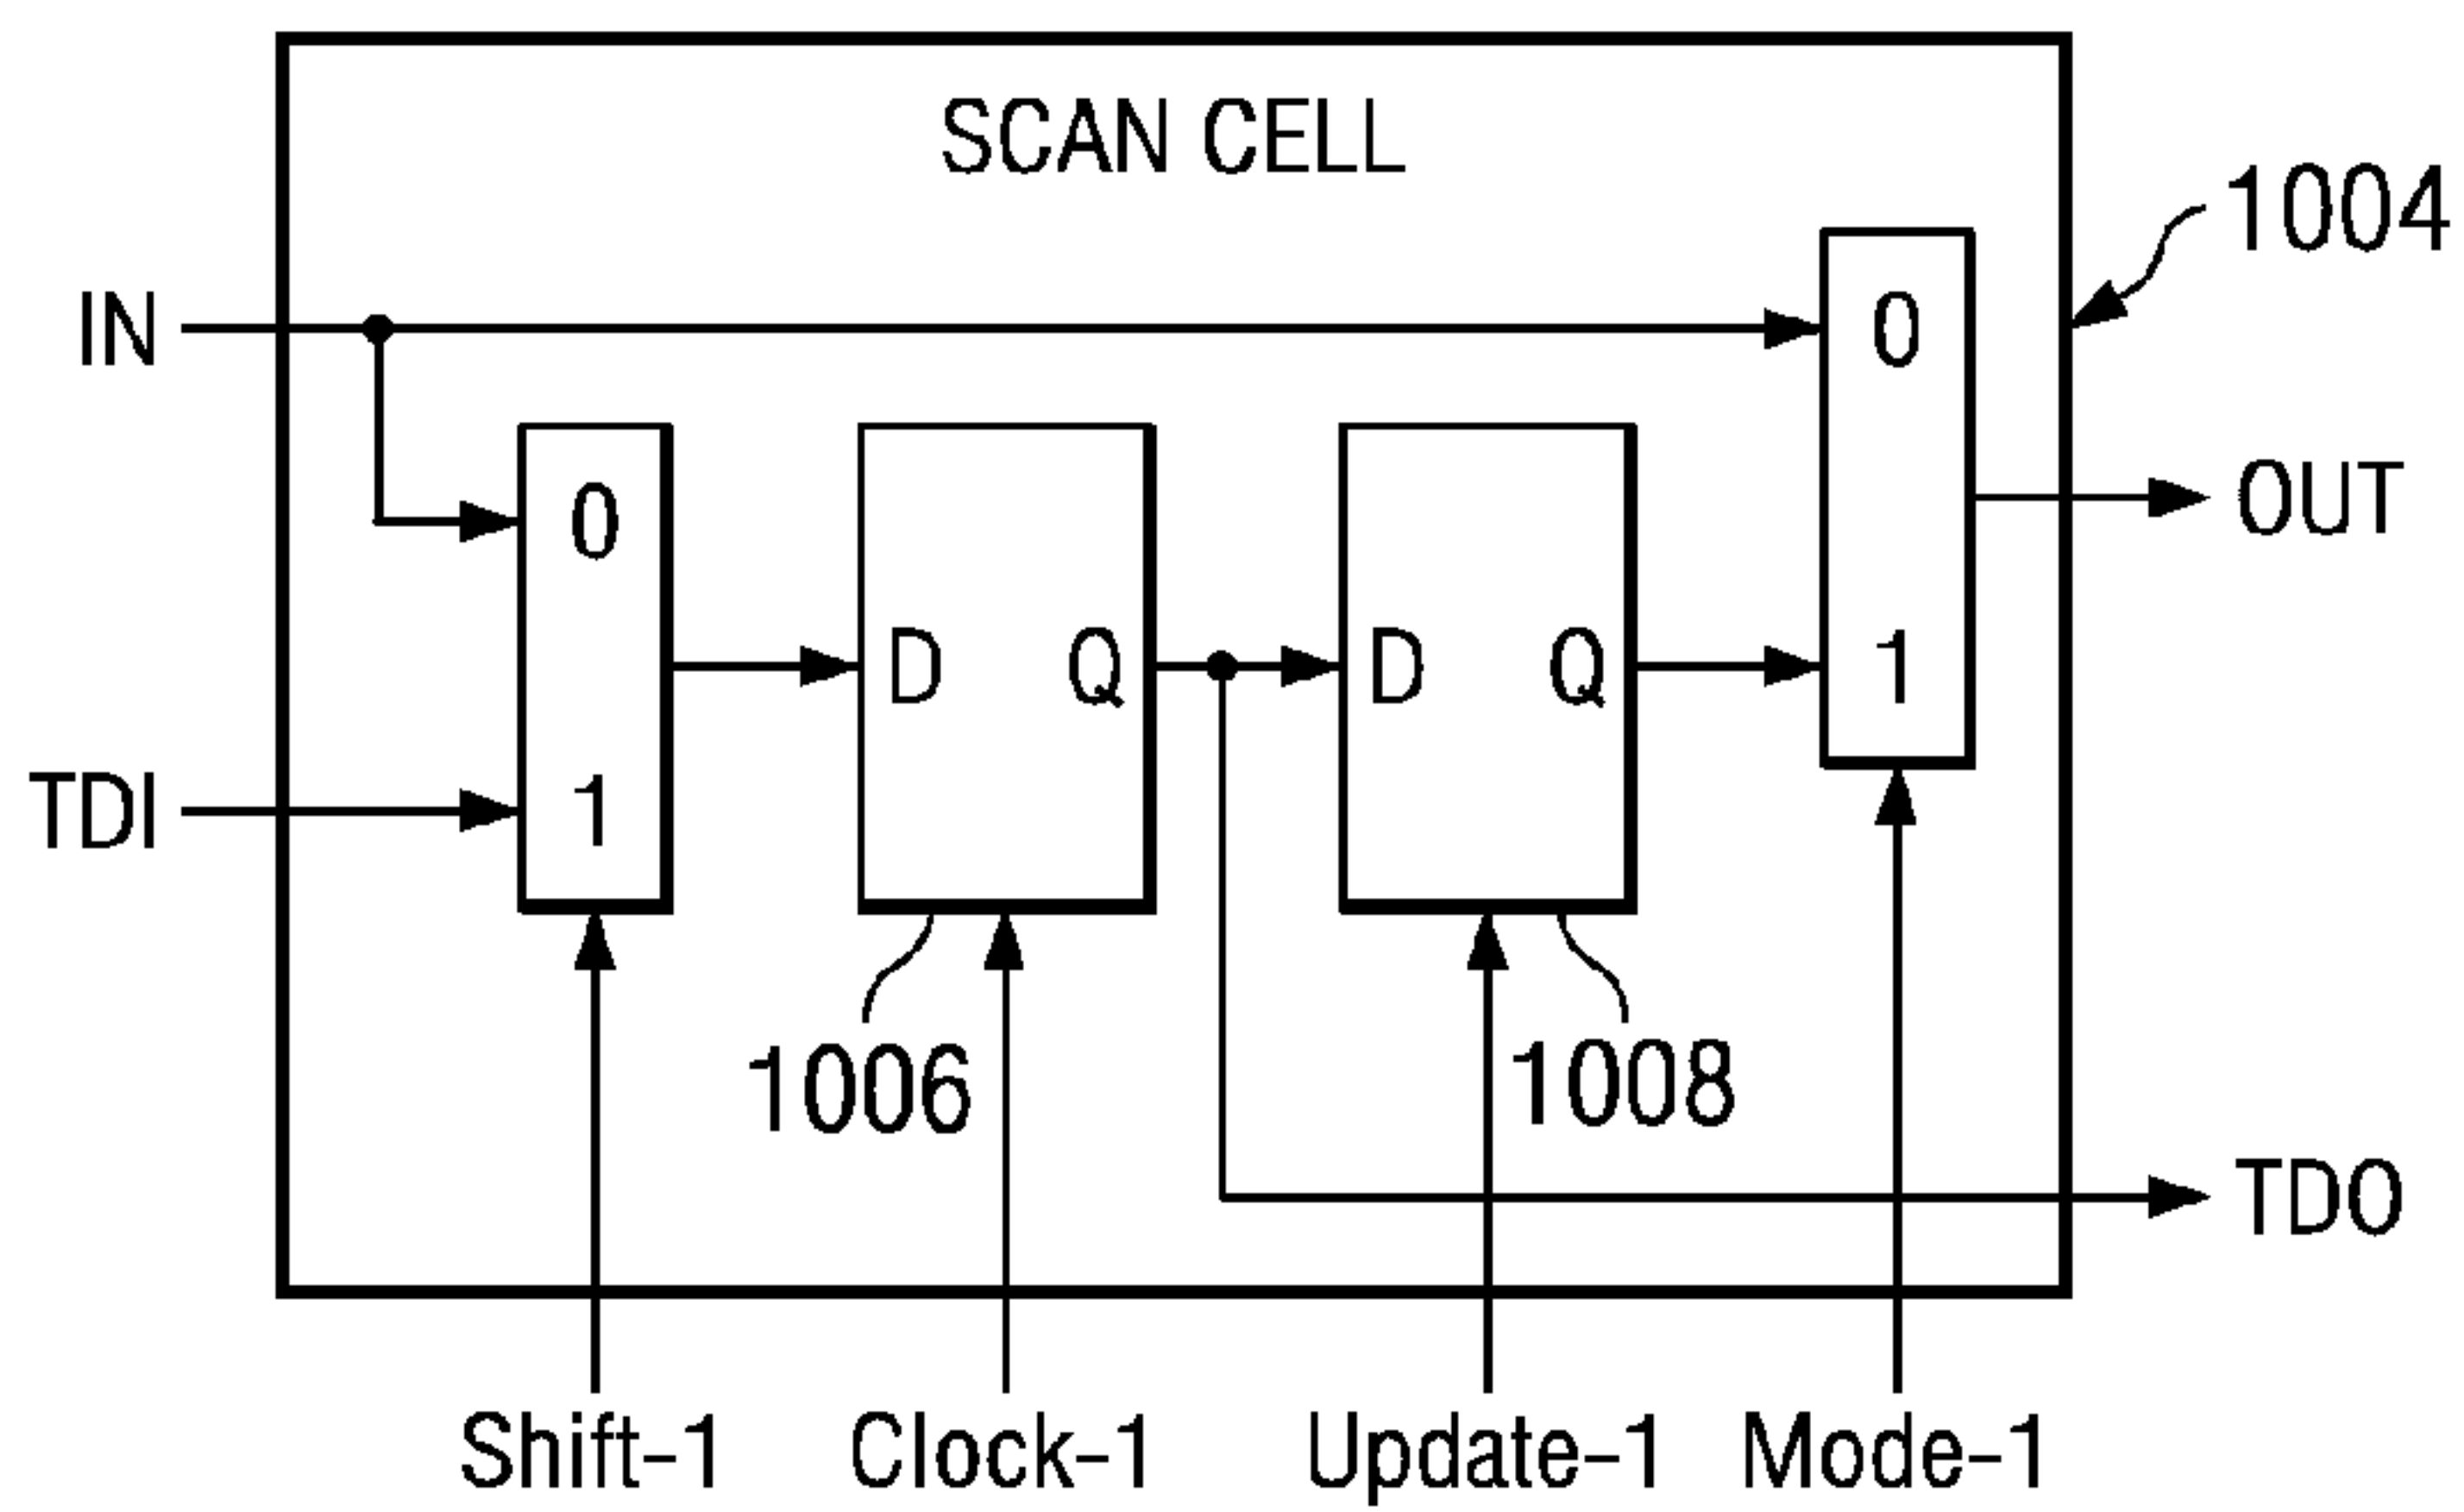 SCAN CELL
1004
IN
0
OUT
0
D Q
D Q
1
TDI
1
1006
1008
TDO
Shift-1
Clock-1
Update-1
Mode-1